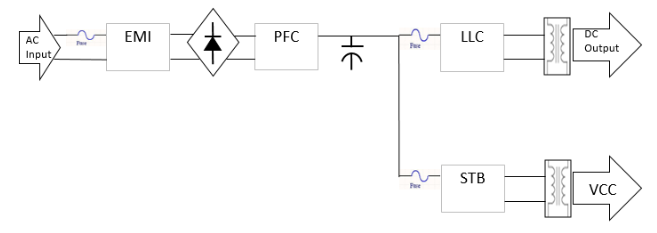 AC
Input
Fuse
EMI
PFC
Fuse
LLC
DC
Output
Fuse
STB
VCC